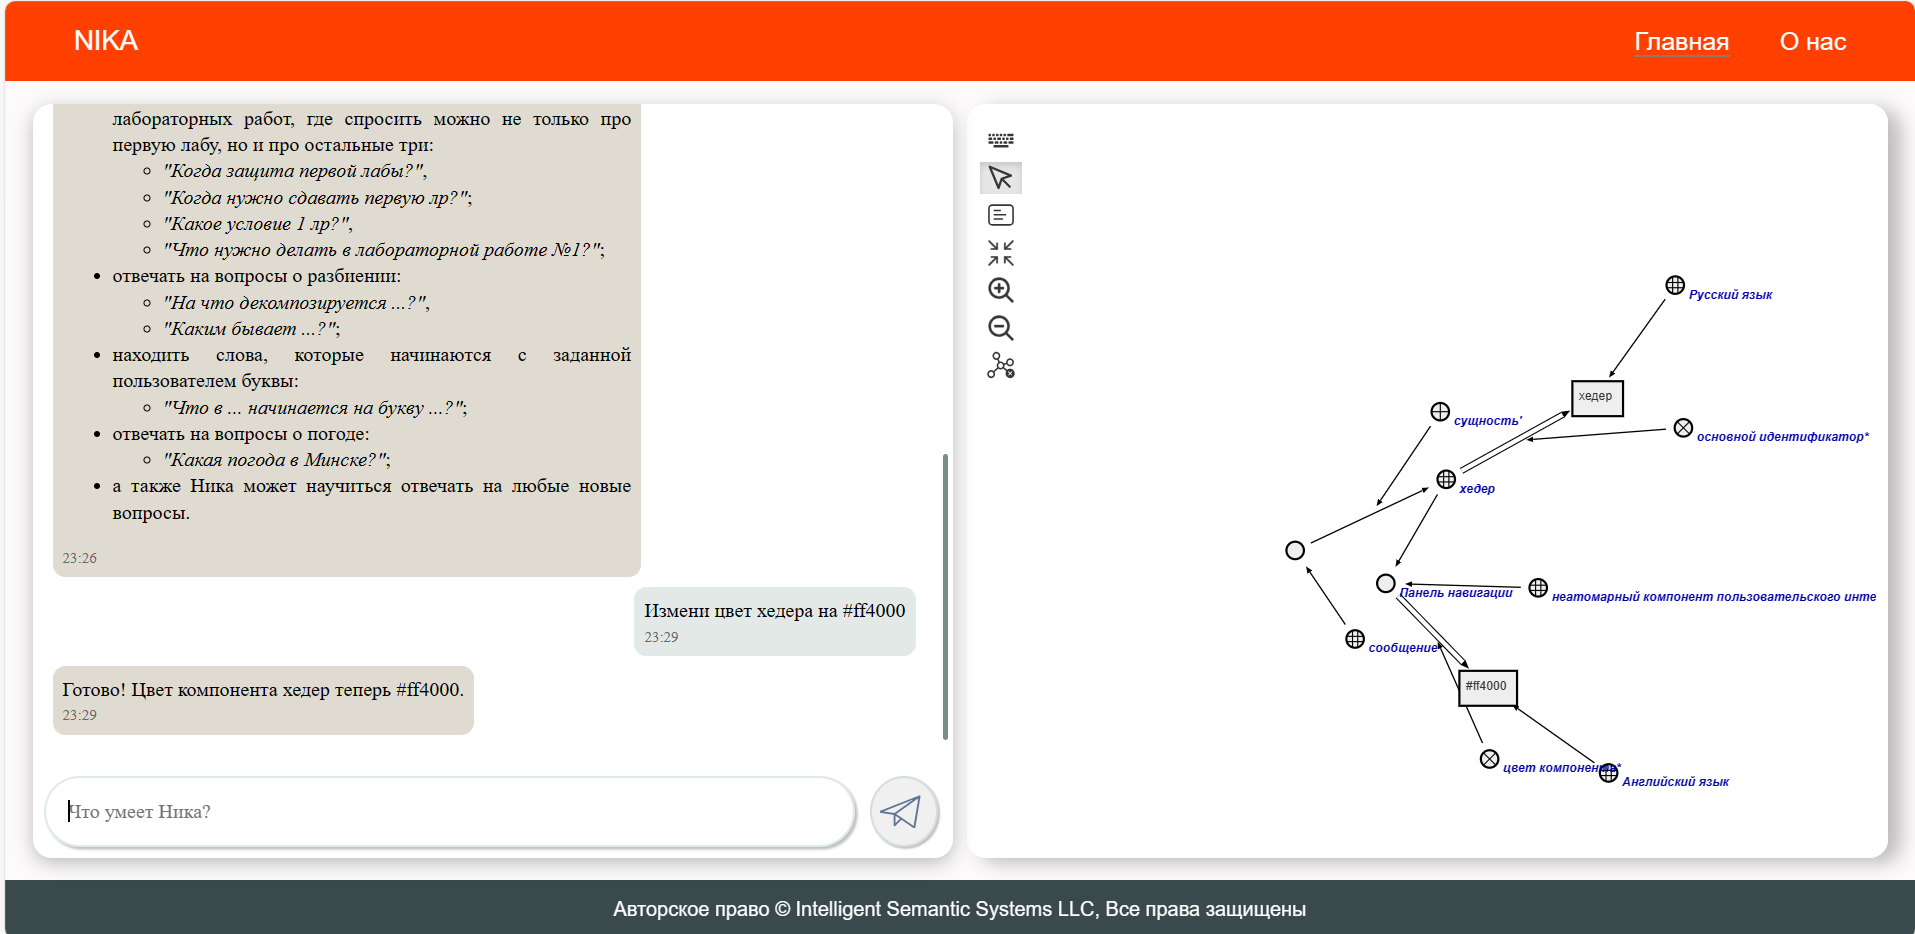 NIKA
Главная
О нас
лабораторных работ, где спросить можно не только про
первую лабу, но и про остальные три:
"Когда защита первой лабы?",
"Когда нужно сдавать первую лр?";
"Какое условие 1 лр?",
"Что нужно делать в лабораторной работе №1?";
отвечать на вопросы о разбиении:
"На что декомпозируется ...?",
"Каким бывает ...?";
находить слова, которые начинаются с заданной
пользователем буквы:
"Что в ... начинается на букву ...?";
отвечать на вопросы о погоде:
"Какая погода в Минске?";
а также Ника может научиться отвечать на любые новые
вопросы.
23:26
Измени цвет хедера на #ff4000
23:29
Готово! Цвет компонента хедер теперь #ff4000.
23:29
Что умеет Ника?
Русский язык
хедер
сущность'
основной идентификатор*
хедер
Панель навигации
неатомарный компонент пользовательского инте
сообщение
#ff4000
цвет компонента*
Английский язык
Авторское право © Intelligent Semantic Systems LLC, Все права защищены